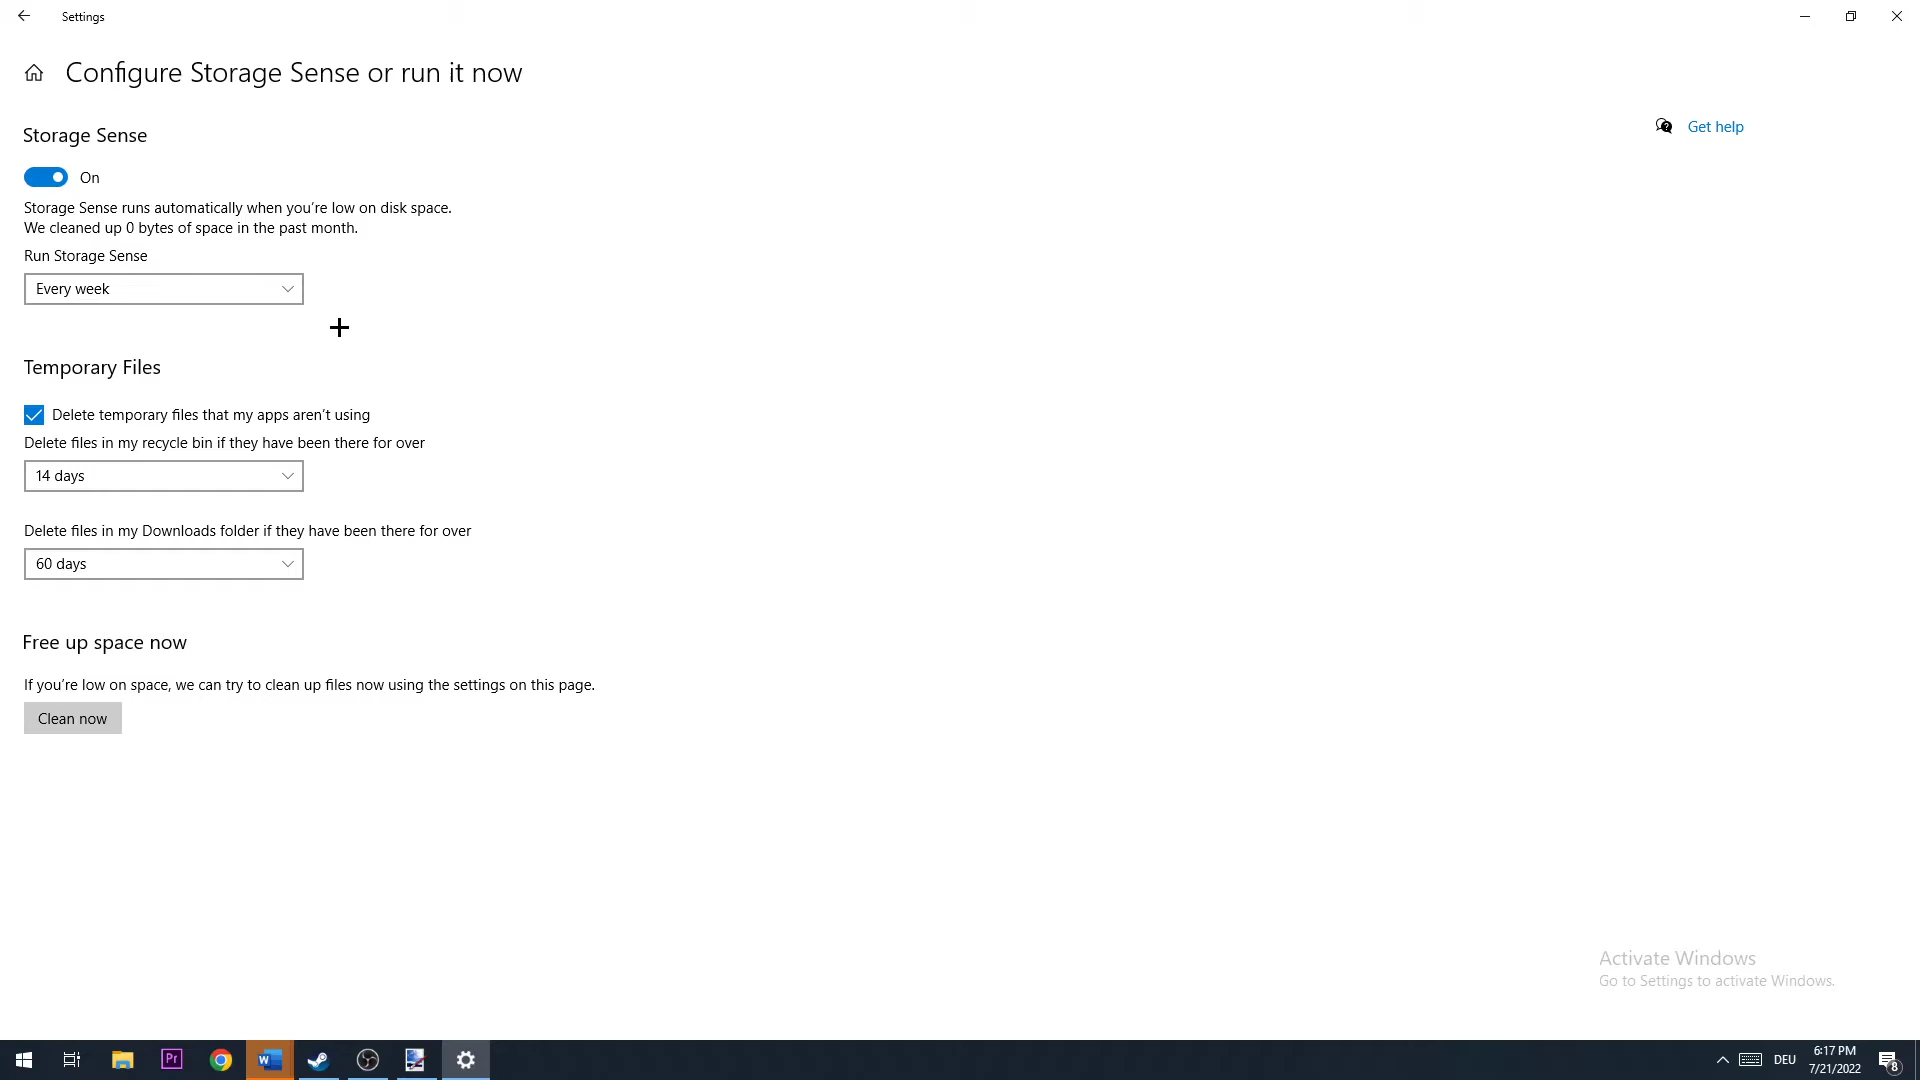 Settings
Configure Storage Sense or run it now
Storage Sense
Get help
On
Storage Sense runs automatically when you’re low on disk space.
We cleaned up 0 bytes of space in the past month.
Run Storage Sense
Every week
Temporary Files
Delete temporary files that my apps aren’t using
Delete files in my recycle bin if they have been there for over
14 days
Delete files in my Downloads folder if they have been there for over
60 days
Free up space now
If you’re low on space, we can try to clean up files now using the settings on this page.
Clean now
Activate Windows
Go to Settings to activate Windows.
Pr
W
DEU
6:17 PM
7/21/2022
8